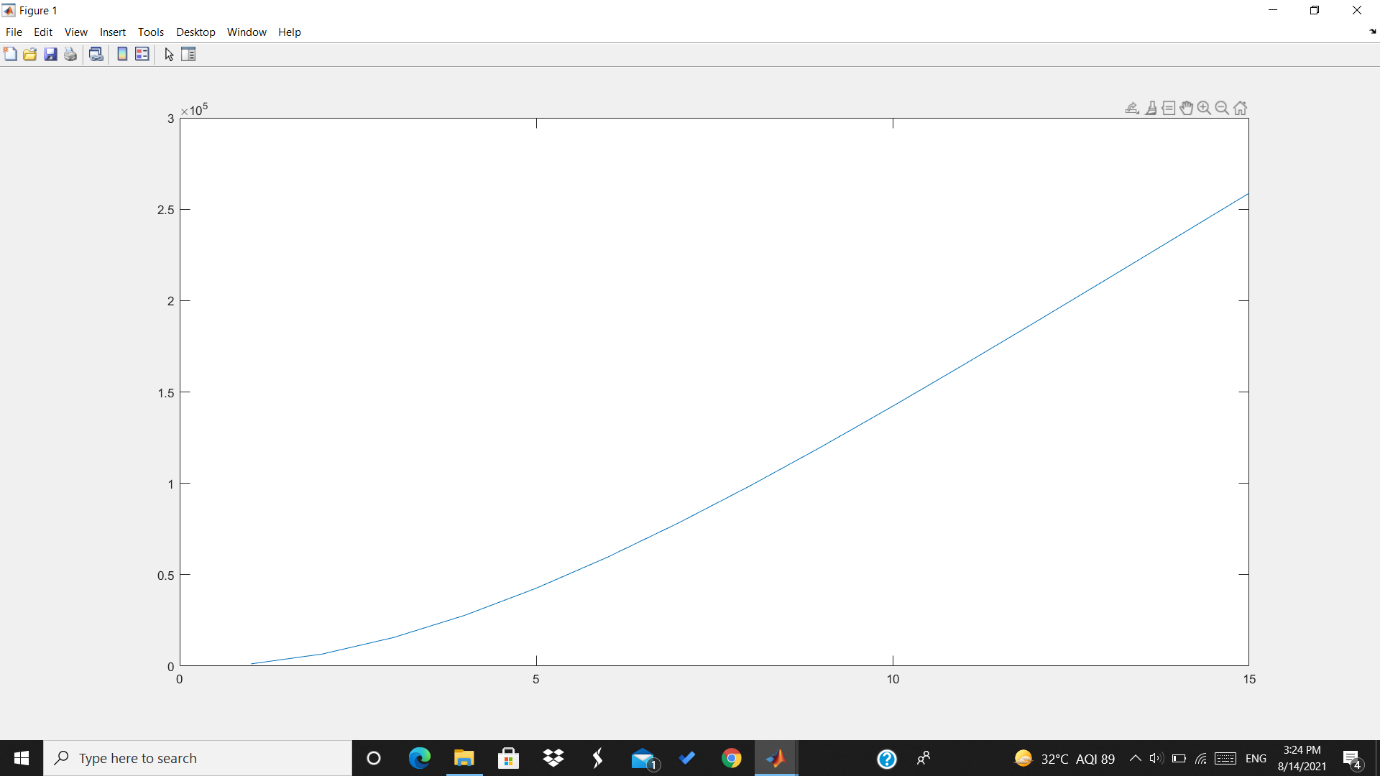 Figure 1
File Edit View Insert Tools Desktop Window Help
×10⁵
3
2.5
2
1.5
1
0.5
0
0 5 10 15
Type here to search
1
32°C AQI 89
ENG
3:24 PM
8/14/2021
4